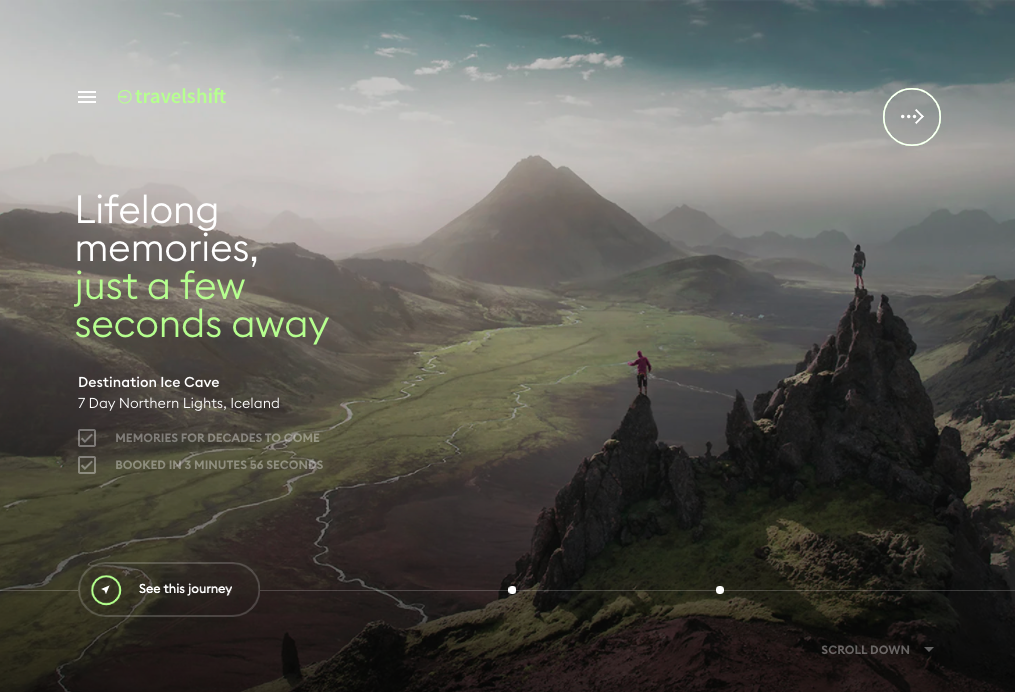 travelshift
Lifelong
memories,
just a few
seconds away
Destination Ice Cave
7 Day Northern Lights, Iceland
MEMORIES FOR DECADES TO COME
BOOKED IN 3 MINUTES 56 SECONDS
See this journey
SCROLL DOWN